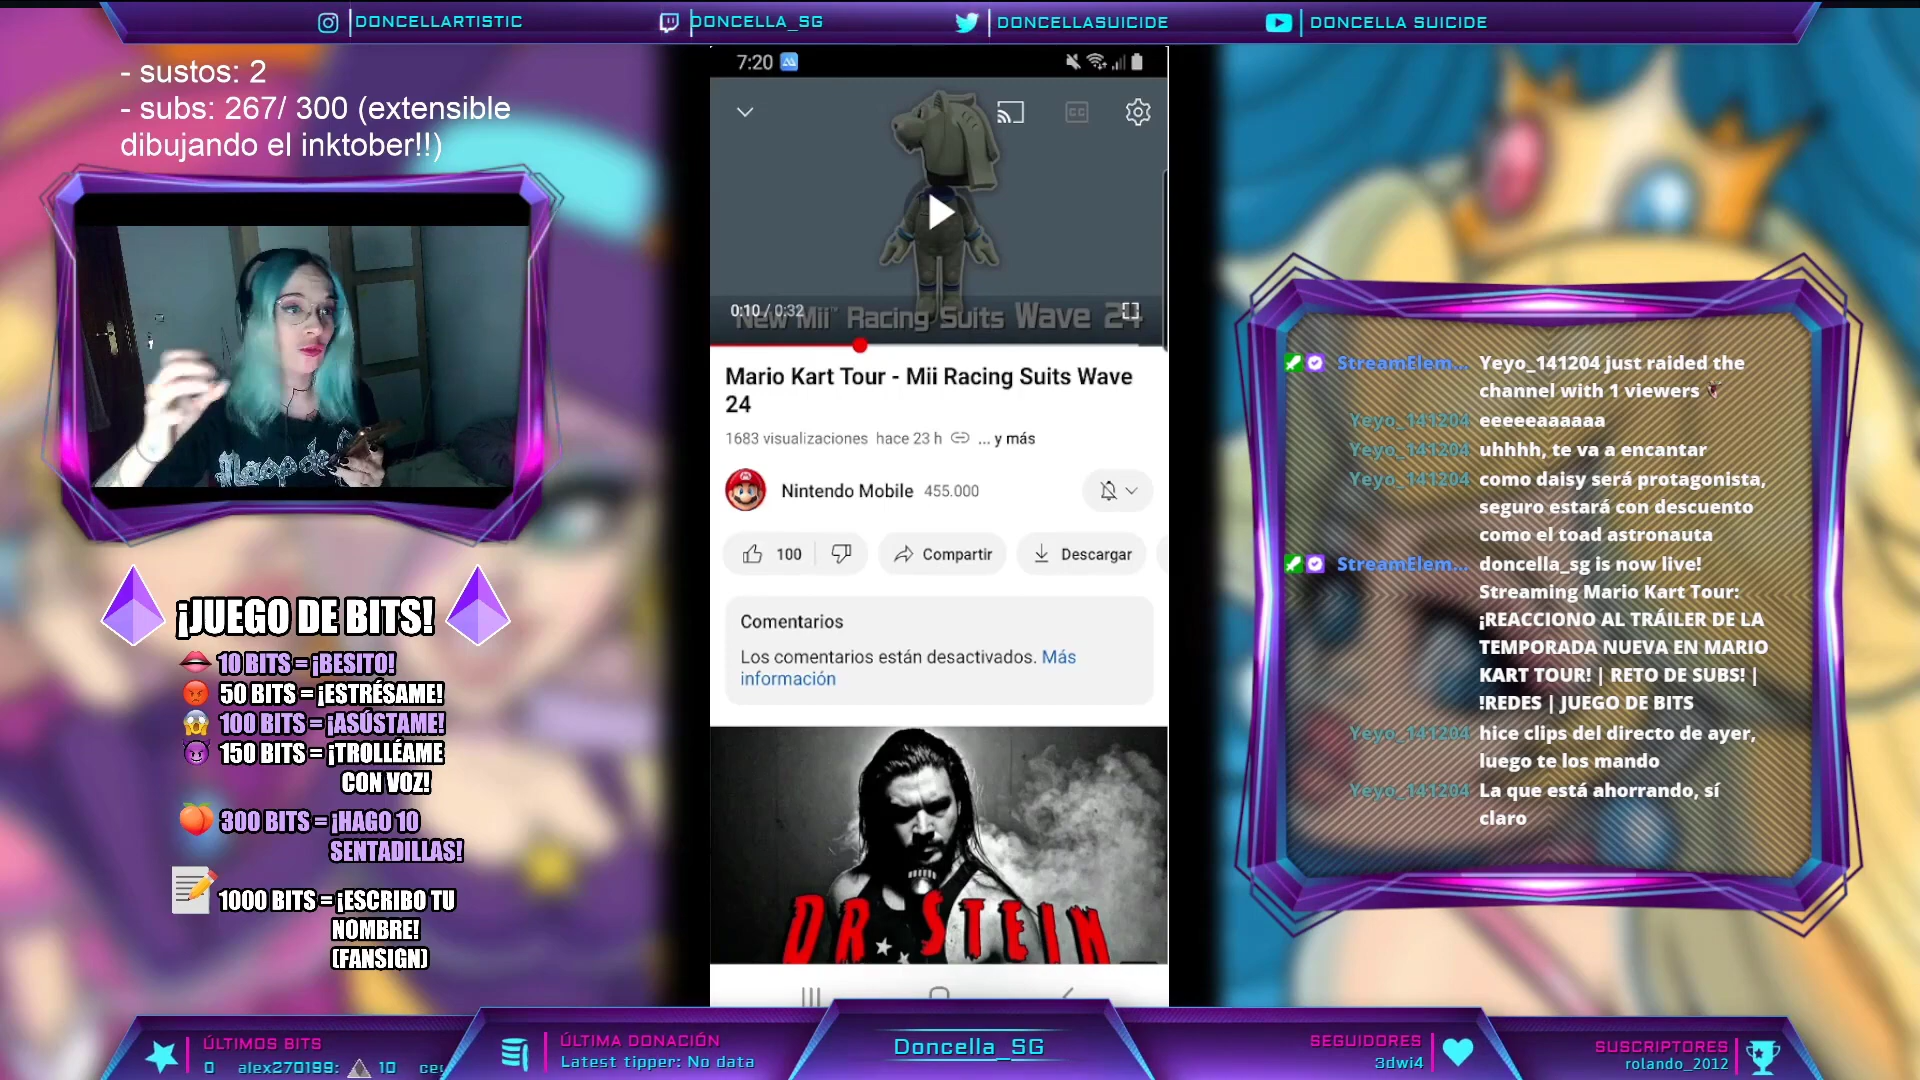 DONCELLARTISTIC
DONCELLA_SG
DONCELLASUICIDE
DONCELLA SUICIDE
- sustos: 2
- subs: 267/ 300 (extensible
dibujando el inktober!!)
¡JUEGO DE BITS!
10 BITS = ¡BESITO!
50 BITS = ¡ESTRÉSAME!
100 BITS = ¡ASÚSTAME!
150 BITS = ¡TROLLÉAME
CON VOZ!
300 BITS = ¡HAGO 10
SENTADILLAS!
1000 BITS = ¡ESCRIBO TU
NOMBRE!
(FANSIGN)
7:20
CC
0:10 / 0:32
New Mii Racing Suits Wave 24
Mario Kart Tour - Mii Racing Suits Wave
24
1683 visualizaciones hace 23 h ... y más
Nintendo Mobile 455.000
100 Compartir Descargar
Comentarios
Los comentarios están desactivados. Más
información
DR STEIN
StreamElem... Yeyo_141204 just raided the
channel with 1 viewers
Yeyo_141204 eeeeeaaaaaa
Yeyo_141204 uhhhh, te va a encantar
Yeyo_141204 como daisy será protagonista,
seguro estará con descuento
como el toad astronauta
StreamElem... doncella_sg is now live!
Streaming Mario Kart Tour:
¡REACCIONO AL TRÁILER DE LA
TEMPORADA NUEVA EN MARIO
KART TOUR! | RETO DE SUBS! |
!REDES | JUEGO DE BITS
Yeyo_141204 hice clips del directo de ayer,
luego te los mando
Yeyo_141204 La que está ahorrando, sí
claro
ÚLTIMOS BITS
0 alex270199: 10
ÚLTIMA DONACIÓN
Latest tipper: No data
Doncella_SG
SEGUIDORES
3dwi4
SUSCRIPTORES
rolando_2012